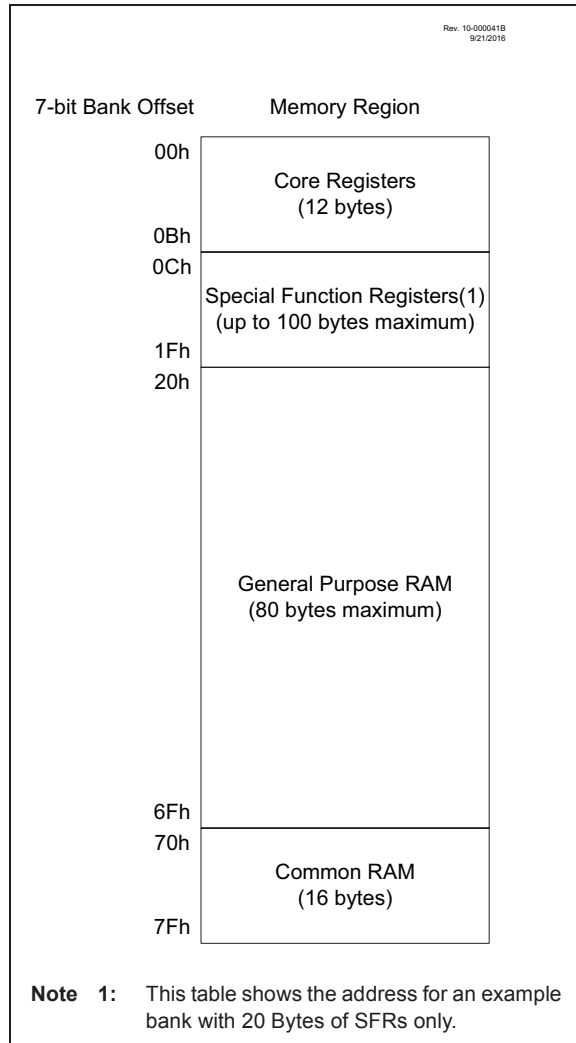 Rev. 10-000041B
9/21/2016
7-bit Bank Offset Memory Region
00h
Core Registers
(12 bytes)
0Bh
0Ch
Special Function Registers(1)
(up to 100 bytes maximum)
1Fh
20h
General Purpose RAM
(80 bytes maximum)
6Fh
70h
Common RAM
(16 bytes)
7Fh
Note 1: This table shows the address for an example
bank with 20 Bytes of SFRs only.